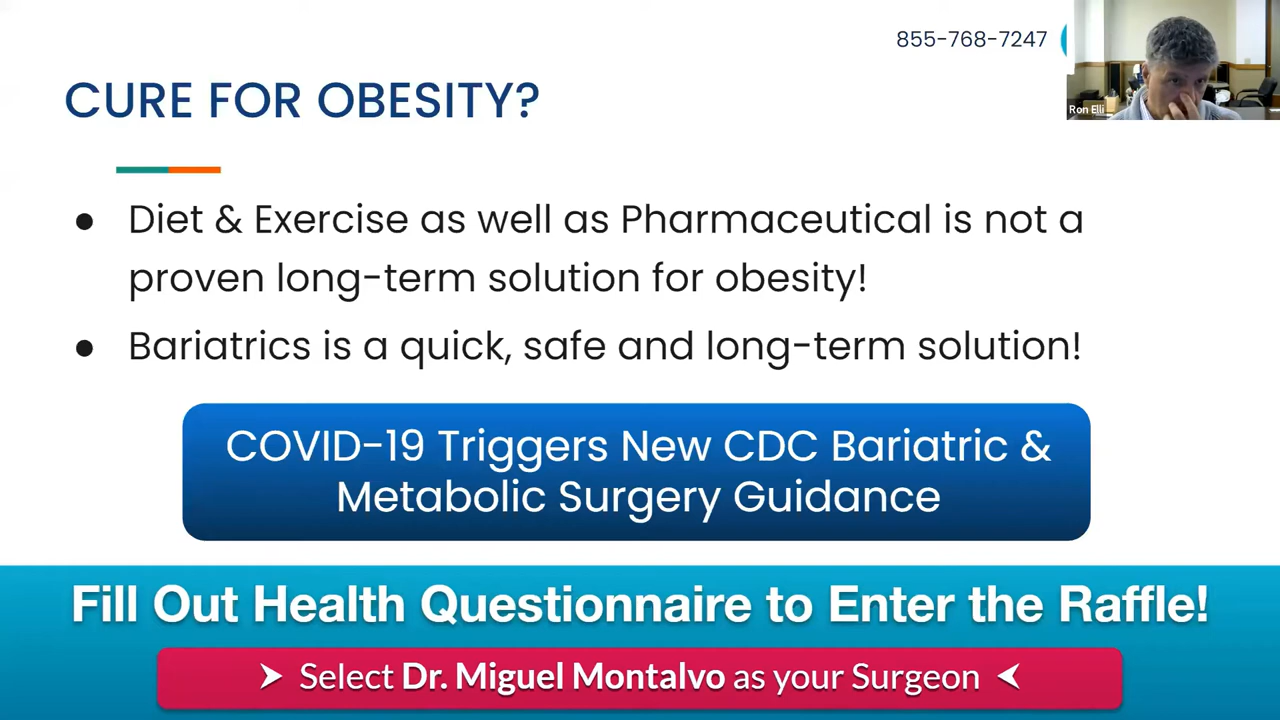 855-768-7247
Ron Elli
CURE FOR OBESITY?
● Diet & Exercise as well as Pharmaceutical is not a
proven long-term solution for obesity!
● Bariatrics is a quick, safe and long-term solution!
COVID-19 Triggers New CDC Bariatric &
Metabolic Surgery Guidance
Fill Out Health Questionnaire to Enter the Raffle!
➤ Select Dr. Miguel Montalvo as your Surgeon ⮜